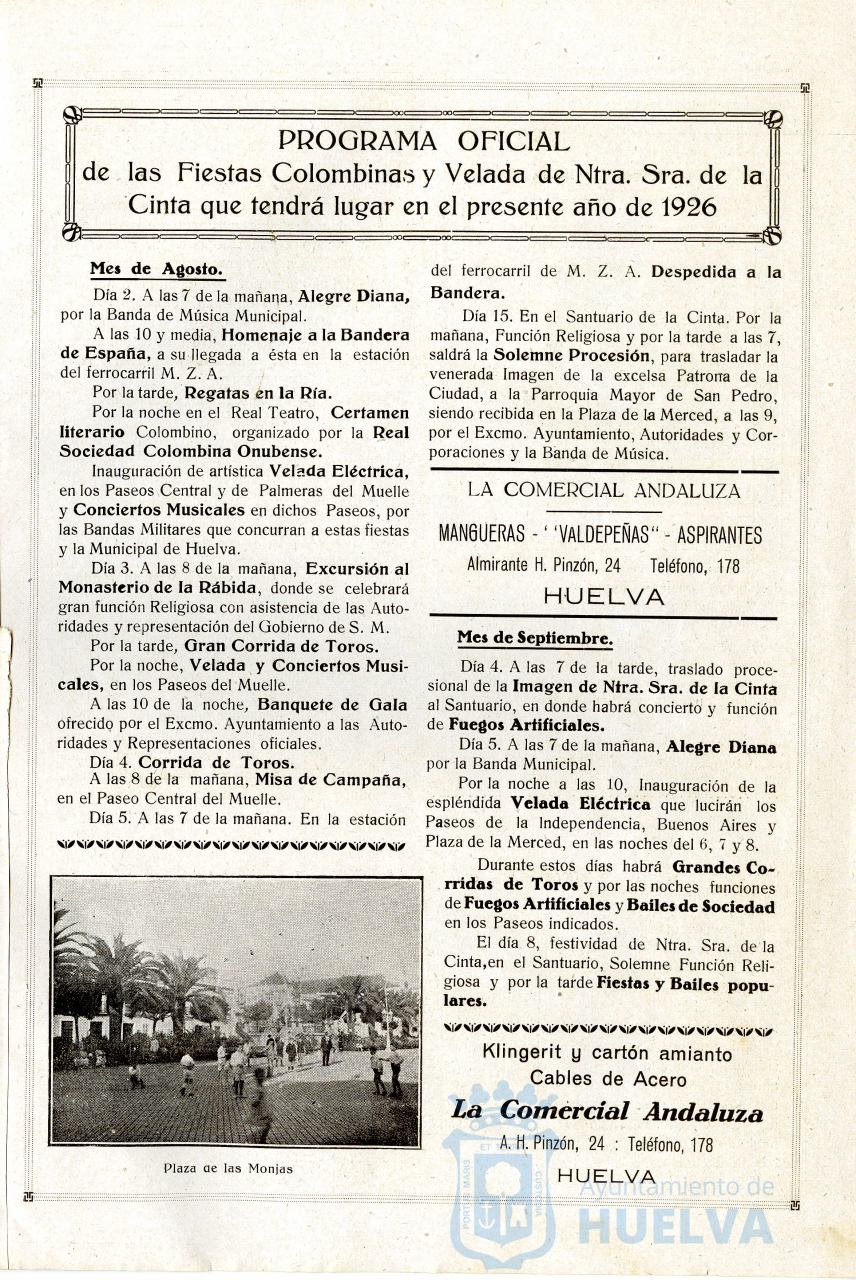 PROGRAMA OFICIAL
de las Fiestas Colombinas y Velada de Ntra. Sra. de la
Cinta que tendrá lugar en el presente año de 1926
Mes de Agosto.
Día 2. A las 7 de la mañana, Alegre Diana,
por la Banda de Música Municipal.
A las 10 y media, Homenaje a la Bandera
de España, a su llegada a ésta en la estación
del ferrocarril M. Z. A.
Por la tarde, Regatas en la Ría.
Por la noche en el Real Teatro, Certamen
literario Colombino, organizado por la Real
Sociedad Colombina Onubense.
Inauguración de artística Velada Eléctrica,
en los Paseos Central y de Palmeras del Muelle
y Conciertos Musicales en dichos Paseos, por
las Bandas Militares que concurran a estas fiestas
y la Municipal de Huelva.
Día 3. A las 8 de la mañana, Excursión al
Monasterio de la Rábida, donde se celebrará
gran función Religiosa con asistencia de las Auto-
ridades y representación del Gobierno de S. M.
Por la tarde, Gran Corrida de Toros.
Por la noche, Velada y Conciertos Musi-
cales, en los Paseos del Muelle.
A las 10 de la noche, Banquete de Gala
ofrecido por el Excmo. Ayuntamiento a las Auto-
ridades y Representaciones oficiales.
Día 4. Corrida de Toros.
A las 8 de la mañana, Misa de Campaña,
en el Paseo Central del Muelle.
Día 5. A las 7 de la mañana. En la estación
del ferrocarril de M. Z. A. Despedida a la
Bandera.
Día 15. En el Santuario de la Cinta. Por la
mañana, Función Religiosa y por la tarde a las 7,
saldrá la Solemne Procesión, para trasladar la
venerada Imagen de la excelsa Patrona de la
Ciudad, a la Parroquia Mayor de San Pedro,
siendo recibida en la Plaza de la Merced, a las 9,
por el Excmo. Ayuntamiento, Autoridades y Cor-
poraciones y la Banda de Música.
LA COMERCIAL ANDALUZA
MANGUERAS - ''VALDEPEÑAS" - ASPIRANTES
Almirante H. Pinzón, 24 Teléfono, 178
HUELVA
Mes de Septiembre.
Día 4. A las 7 de la tarde, traslado proce-
sional de la Imagen de Ntra. Sra. de la Cinta
al Santuario, en donde habrá concierto y función
de Fuegos Artificiales.
Día 5. A las 7 de la mañana, Alegre Diana
por la Banda Municipal.
Por la noche a las 10, Inauguración de la
espléndida Velada Eléctrica que lucirán los
Paseos de la Independencia, Buenos Aires y
Plaza de la Merced, en las noches del 6, 7 y 8.
Durante estos días habrá Grandes Co-
rridas de Toros y por las noches funciones
de Fuegos Artificiales y Bailes de Sociedad
en los Paseos indicados.
El día 8, festividad de Ntra. Sra. de la
Cinta,en el Santuario, Solemne Función Reli-
giosa y por la tarde Fiestas y Bailes popu-
lares.
Plaza de las Monjas
Klingerit y cartón amianto
Cables de Acero
La Comercial Andaluza
A. H. Pinzón, 24 : Teléfono, 178
HUELVA
PORTUS MARIS ET TERRÆ CUSTODIA
Ayuntamiento de
HUELVA